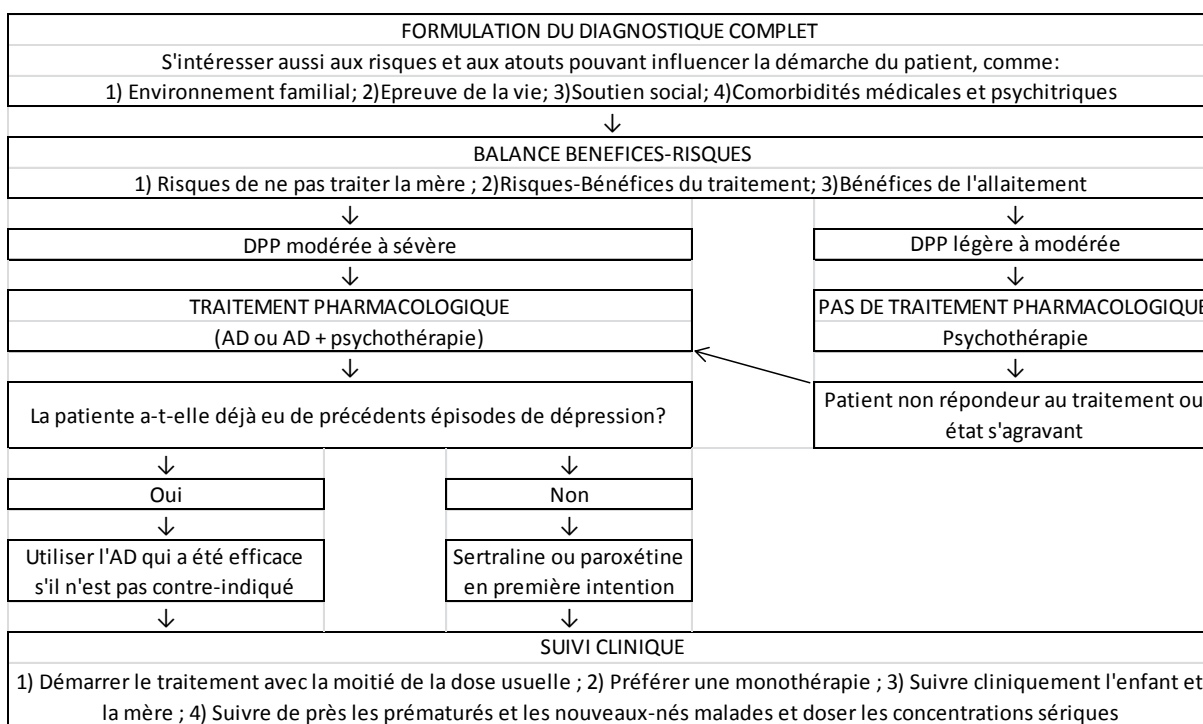 FORMULATION DU DIAGNOSTIQUE COMPLET
S'intéresser aussi aux risques et aux atouts pouvant influencer la démarche du patient, comme:
1) Environnement familial; 2)Epreuve de la vie; 3)Soutien social; 4)Comorbidités médicales et psychitriques
↓
BALANCE BENEFICES-RISQUES
1) Risques de ne pas traiter la mère ; 2)Risques-Bénéfices du traitement; 3)Bénéfices de l'allaitement
↓
DPP modérée à sévère
↓
TRAITEMENT PHARMACOLOGIQUE
(AD ou AD + psychothérapie)
↓
La patiente a-t-elle déjà eu de précédents épisodes de dépression?
↓
DPP légère à modérée
↓
PAS DE TRAITEMENT PHARMACOLOGIQUE
Psychothérapie
↓
Patient non répondeur au traitement ou
état s'agravant
↓
Oui
↓
Utiliser l'AD qui a été efficace
s'il n'est pas contre-indiqué
↓
↓
Non
↓
Sertraline ou paroxétine
en première intention
↓
SUIVI CLINIQUE
1) Démarrer le traitement avec la moitié de la dose usuelle ; 2) Préférer une monothérapie ; 3) Suivre cliniquement l'enfant et
la mère ; 4) Suivre de près les prématurés et les nouveaux-nés malades et doser les concentrations sériques